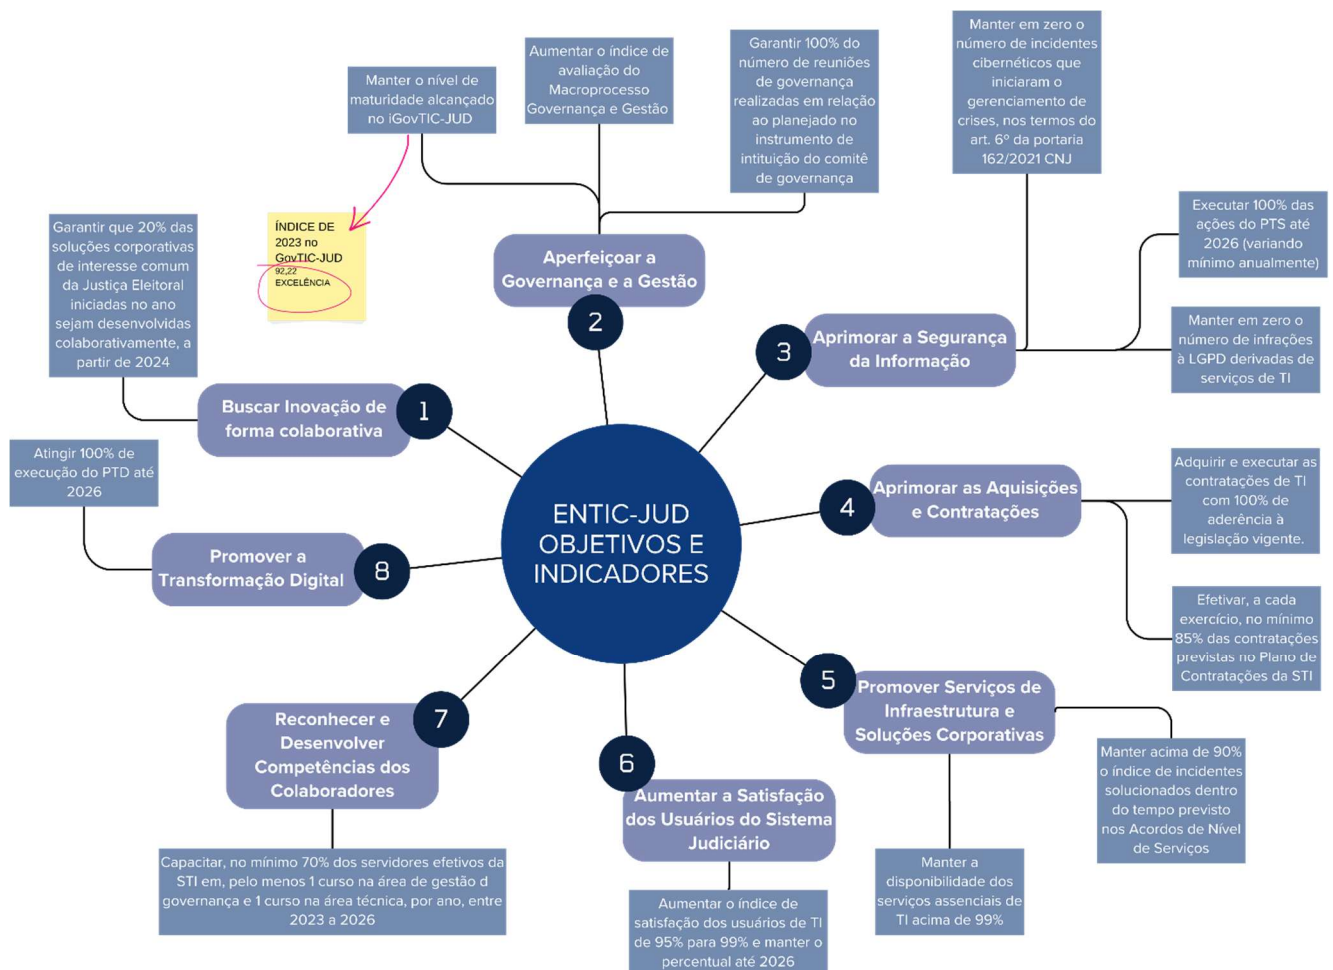 Manter o nível de
maturidade alcançado
no iGovTIC-JUD
Aumentar o índice de
avaliação do
Macroprocesso
Governança e Gestão
Garantir 100% do
número de reuniões
de governança
realizadas em relação
ao planejado no
instrumento de
intituição do comitê
de governança
Manter em zero o
número de incidentes
cibernéticos que
iniciaram o
gerenciamento de
crises, nos termos do
art. 6º da portaria
162/2021 CNJ
Garantir que 20% das
soluções corporativas
de interesse comum
da Justiça Eleitoral
iniciadas no ano
sejam desenvolvidas
colaborativamente, a
partir de 2024
ÍNDICE DE
2023 no
GovTIC-JUD
92,22
EXCELÊNCIA
Aperfeiçoar a
Governança e a Gestão
2
Executar 100% das
ações do PTS até
2026 (variando
mínimo anualmente)
3
Aprimorar a Segurança
da Informação
Manter em zero o
número de infrações
à LGPD derivadas de
serviços de TI
Buscar Inovação de
forma colaborativa
1
Atingir 100% de
execução do PTD até
2026
ENTIC-JUD
OBJETIVOS E
INDICADORES
4
Aprimorar as Aquisições
e Contratações
Adquirir e executar as
contratações de TI
com 100% de
aderência à
legislação vigente.
Promover a
Transformação Digital
8
Efetivar, a cada
exercício, no mínimo
85% das contratações
previstas no Plano de
Contratações da STI
5
Promover Serviços de
Infraestrutura e
Soluções Corporativas
Reconhecer e
Desenvolver
Competências dos
Colaboradores
7
6
Aumentar a Satisfação
dos Usuários do Sistema
Judiciário
Manter acima de 90%
o índice de incidentes
solucionados dentro
do tempo previsto
nos Acordos de Nível
de Serviços
Capacitar, no mínimo 70% dos servidores efetivos da
STI em, pelo menos 1 curso na área de gestão d
governança e 1 curso na área técnica, por ano, entre
2023 a 2026
Manter a
disponibilidade dos
serviços assenciais de
TI acima de 99%
Aumentar o índice de
satisfação dos usuários de TI
de 95% para 99% e manter o
percentual até 2026